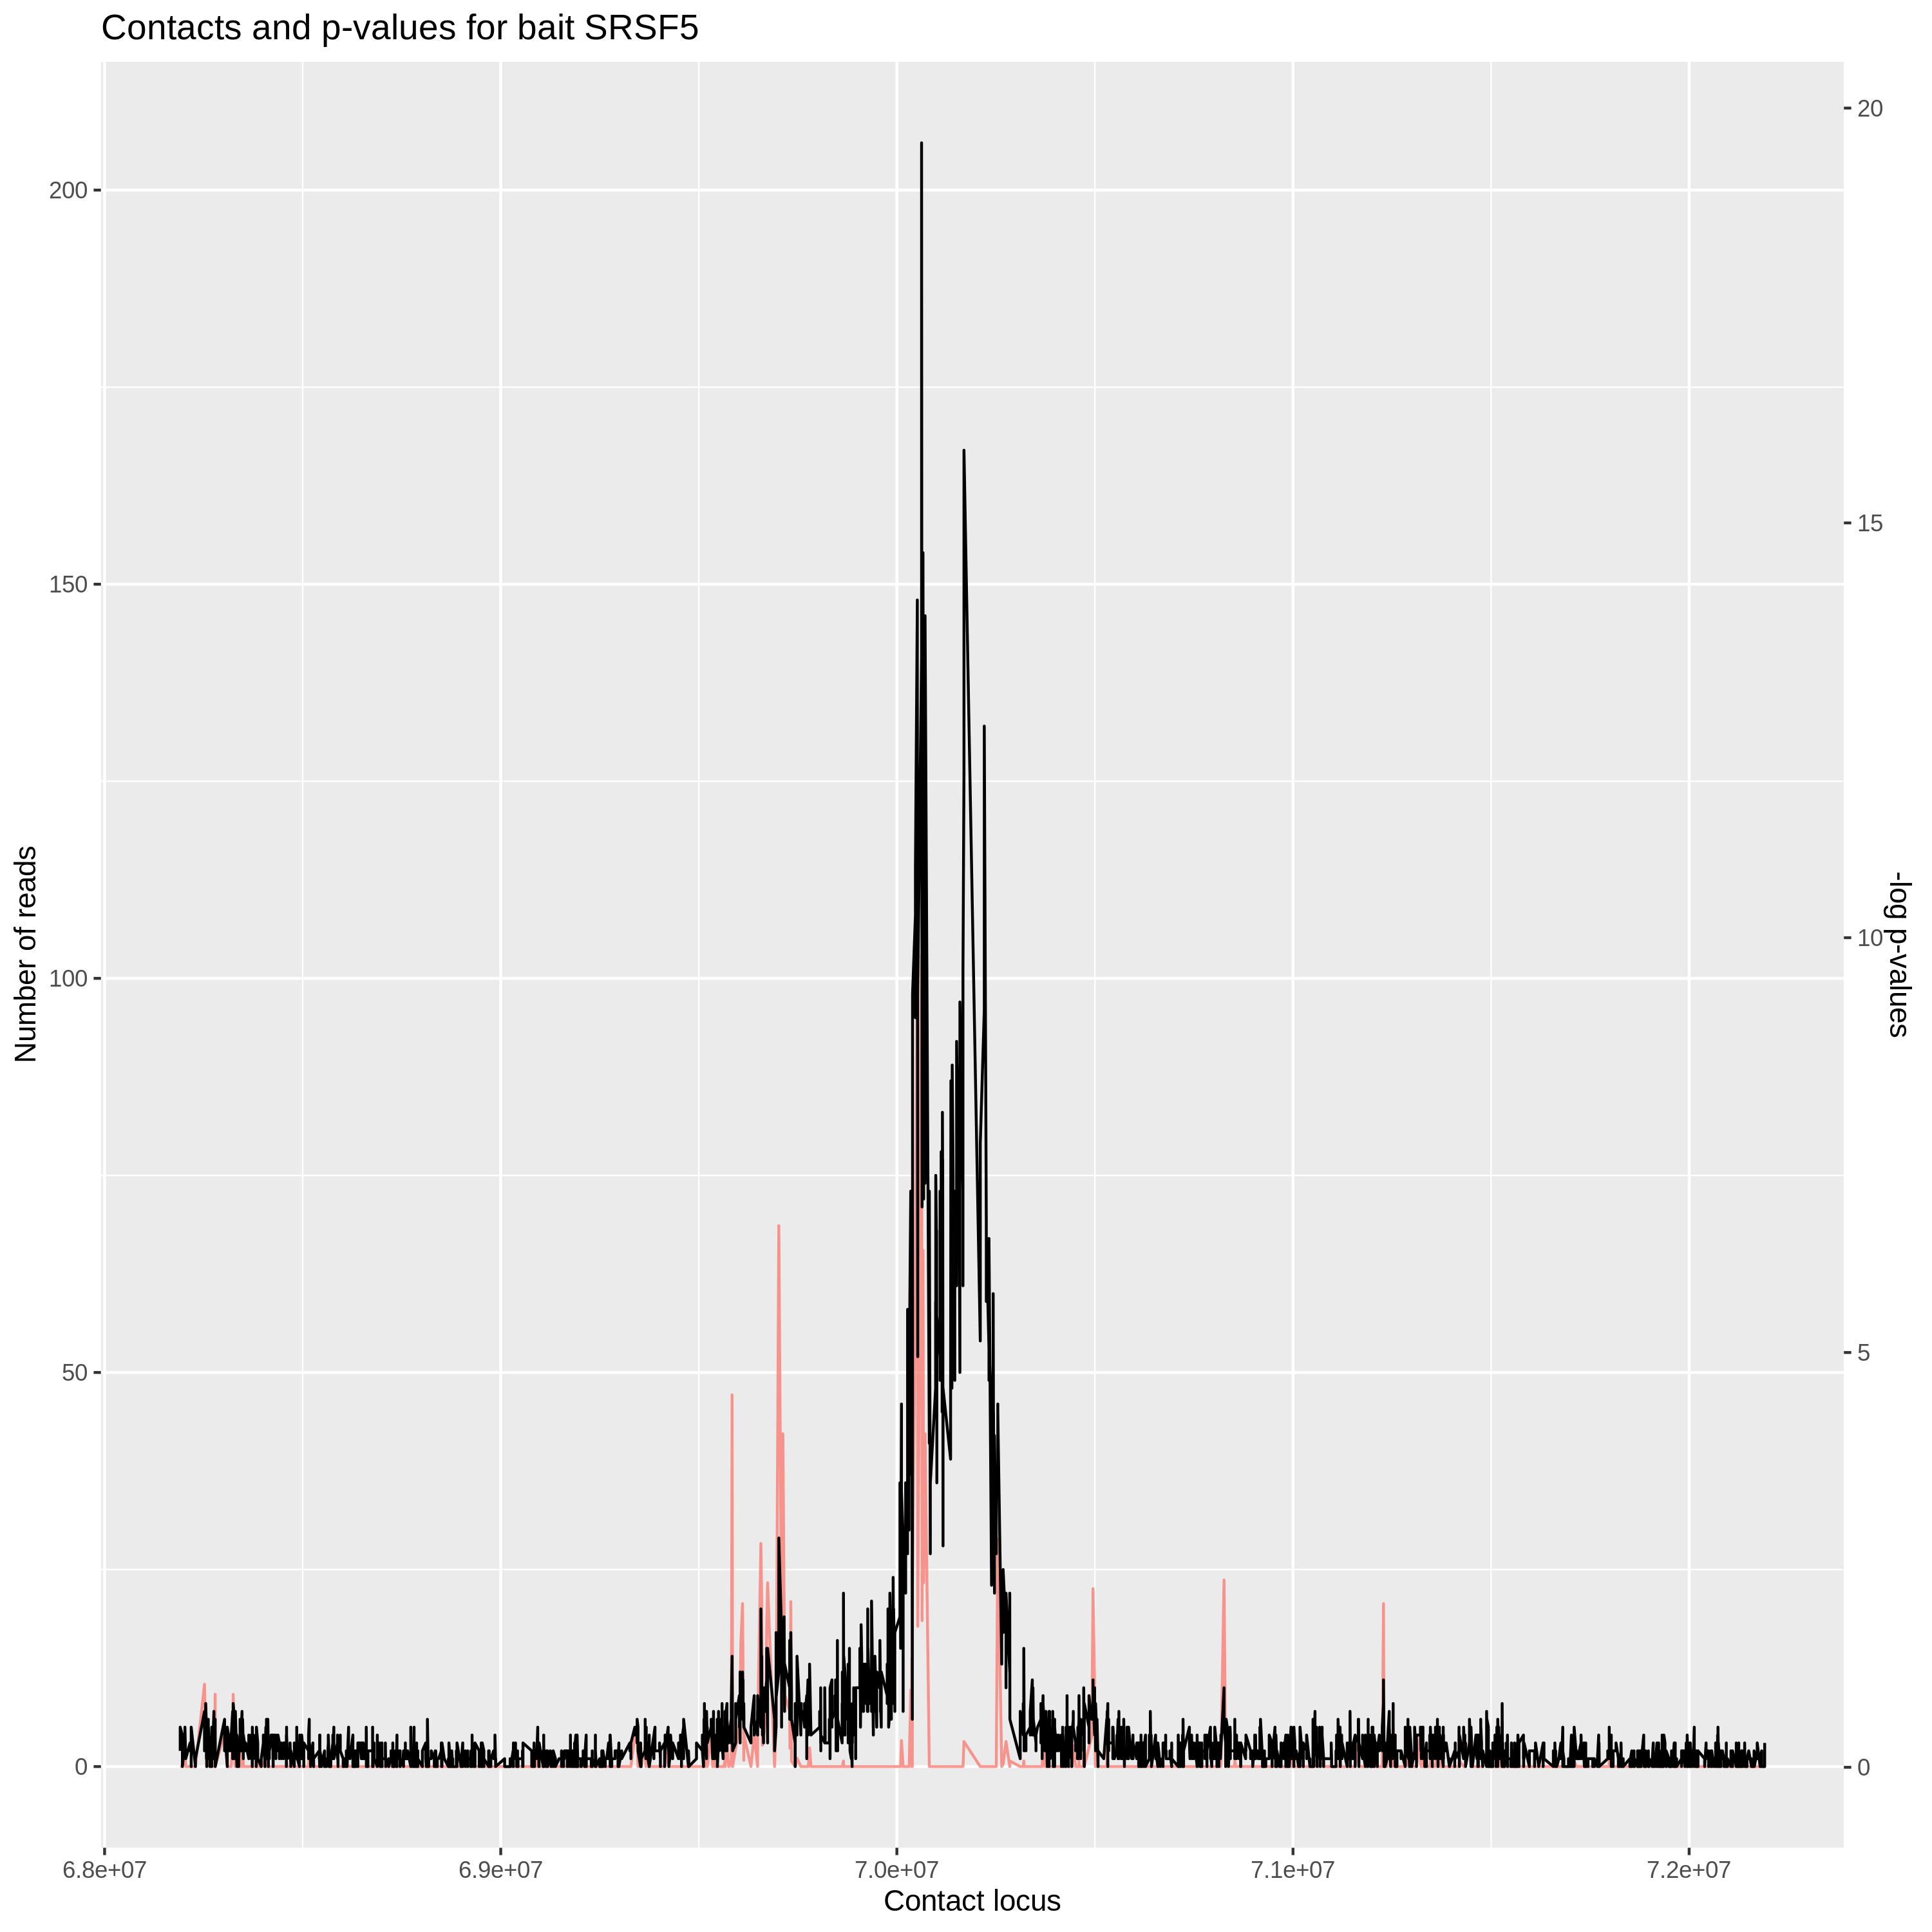 Contacts and p-values for bait SRSF5
200
150
100
50
0
Number of reads
20
15
10
5
0
-log p-values
6.8e+07
6.9e+07
7.0e+07
7.1e+07
7.2e+07
Contact locus